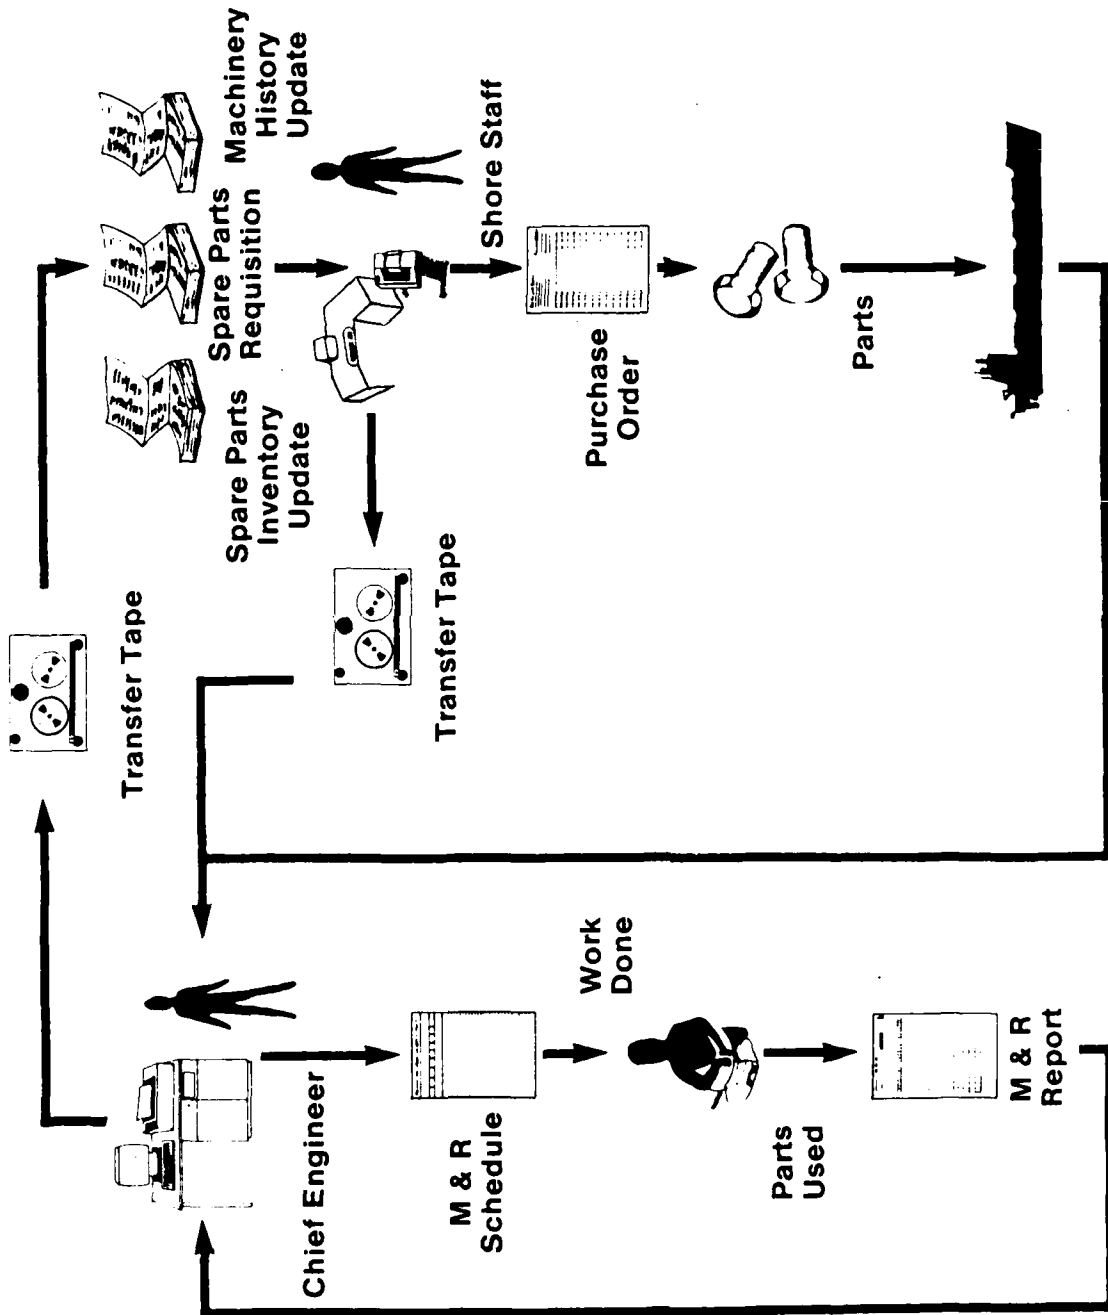 Transfer Tape
Machinery
History
Update
Spare Parts
Requisition
Spare Parts
Inventory
Update
Shore Staff
Transfer Tape
Chief Engineer
Purchase
Order
M & R
Schedule
Work
Done
Parts
Parts
Used
M & R
Report